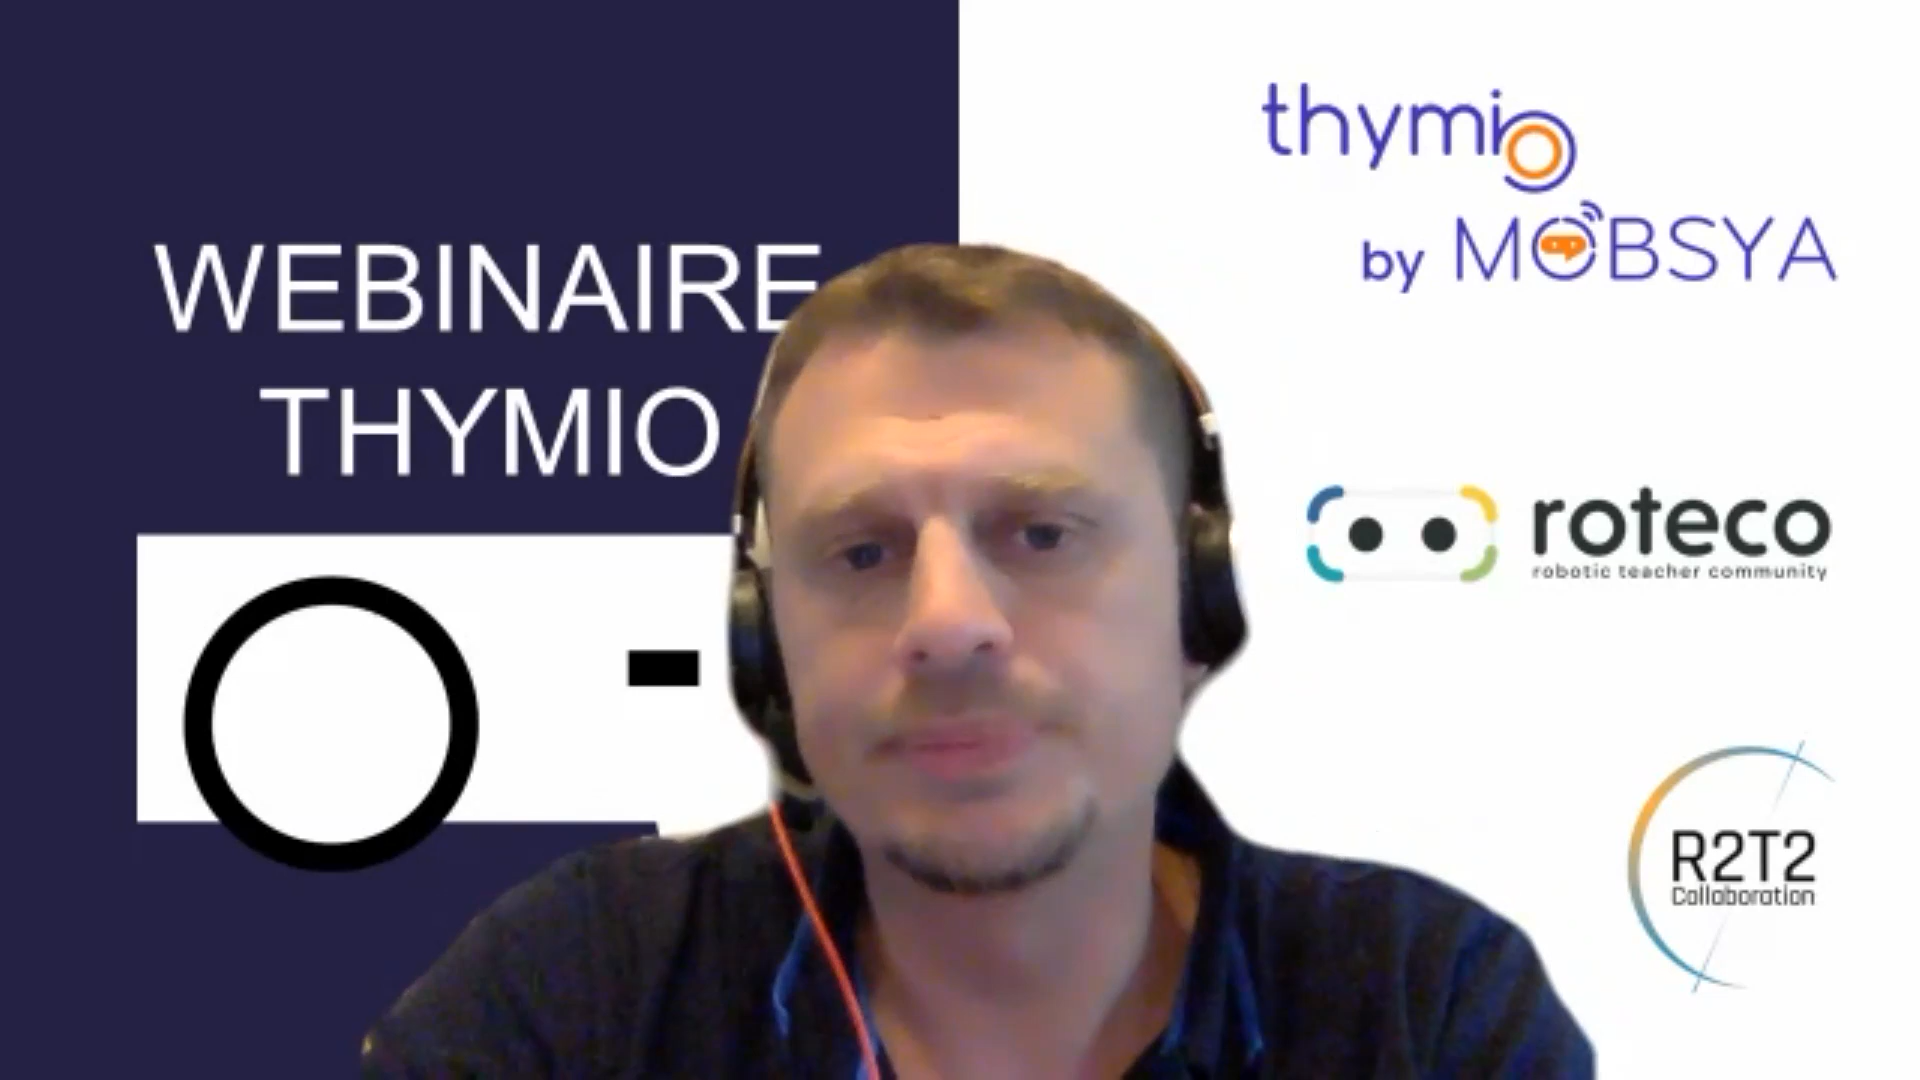 WEBINAIRE
THYMIO
thymio
by MOBSYA
roteco
robotic teacher community
R2T2
Collaboration